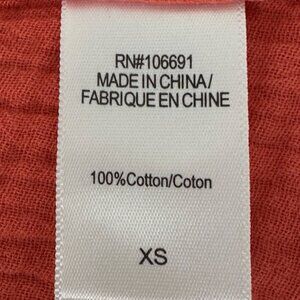 RN#106691
MADE IN CHINA/
FABRIQUE EN CHINE
100%Cotton/Coton
XS